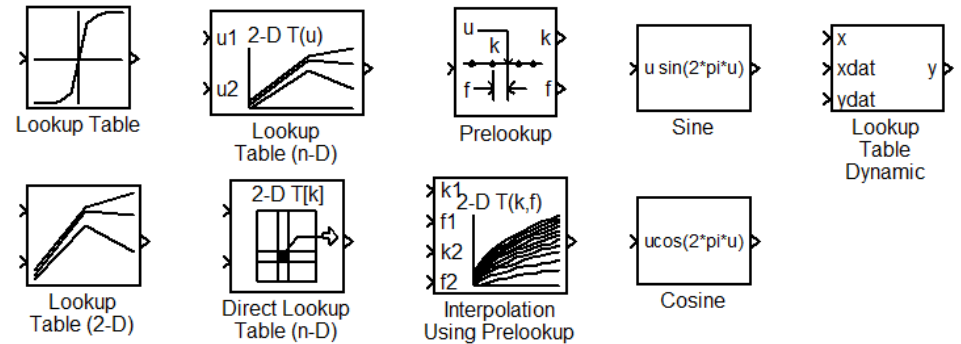 Lookup Table
u1
u2
2-D T(u)
Lookup
Table (n-D)
u
k
k
f
f
Prelookup
u sin(2*pi*u)
Sine
x
xdat
ydat
y
Lookup
Table
Dynamic
Lookup
Table (2-D)
2-D T[k]
Direct Lookup
Table (n-D)
k1
f1
k2
f2
2-D T(k,f)
Interpolation
Using Prelookup
ucos(2*pi*u)
Cosine